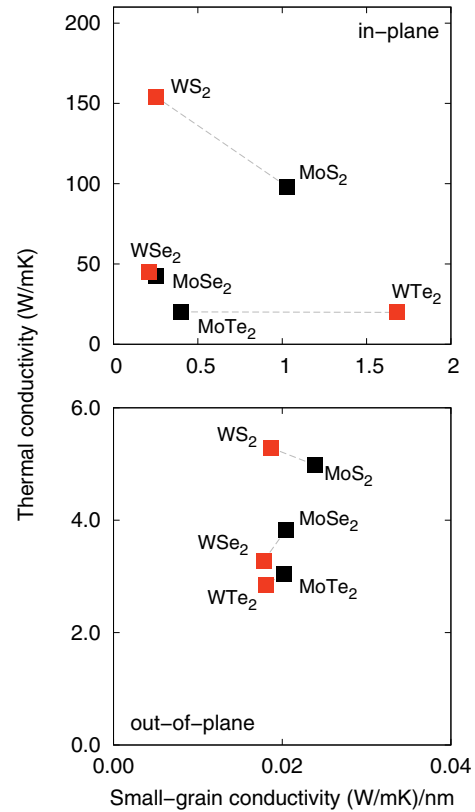 200
in−plane
WS2
150
MoS2
100
WSe2
50
MoSe2
WTe2
MoTe2
0
0 0.5 1 1.5 2
Thermal conductivity (W/mK)
6.0
WS2
MoS2
MoSe2
4.0
WSe2
WTe2
MoTe2
2.0
out−of−plane
0.0
0.00 0.02 0.04
Small−grain conductivity (W/mK)/nm